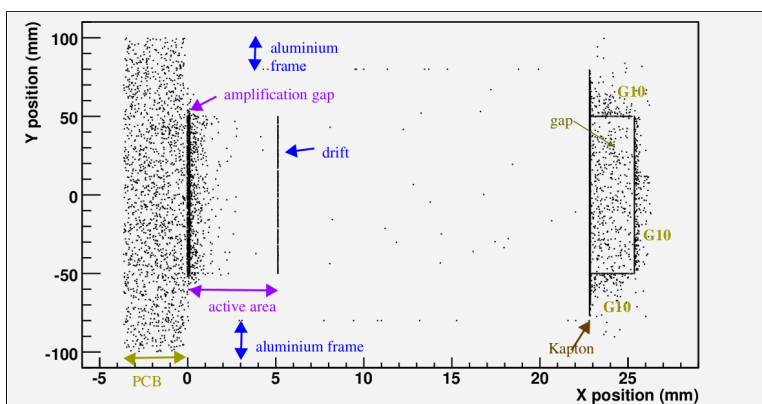 Y position (mm)
100
50
0
-50
-100
aluminium
frame
amplification gap
drift
active area
aluminium frame
PCB
G10
gap
G10
G10
Kapton
-5
0
5
10
15
20
25
X position (mm)